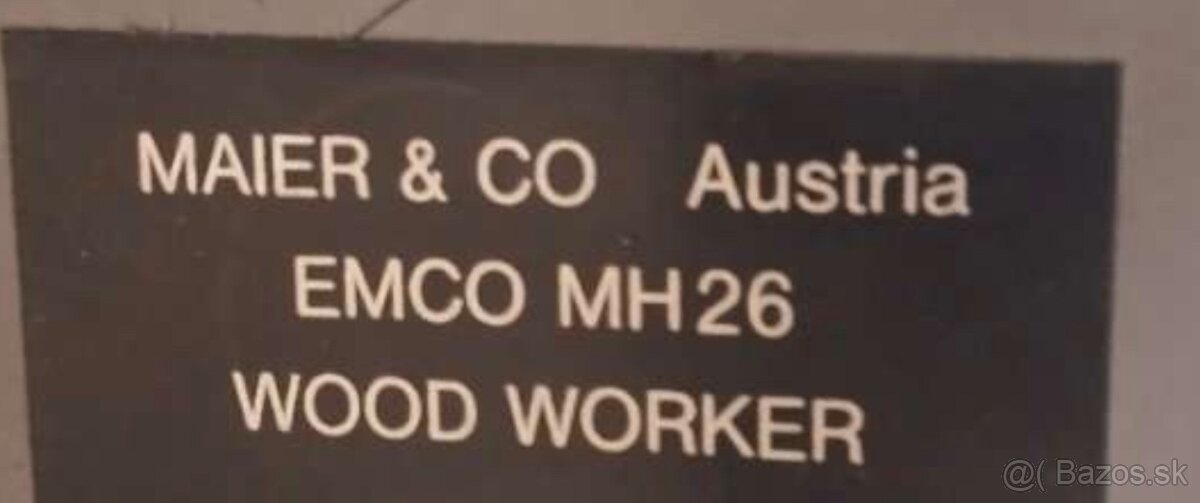 MAIER & CO Austria
EMCO MH26
WOOD WORKER
@( Bazos.sk